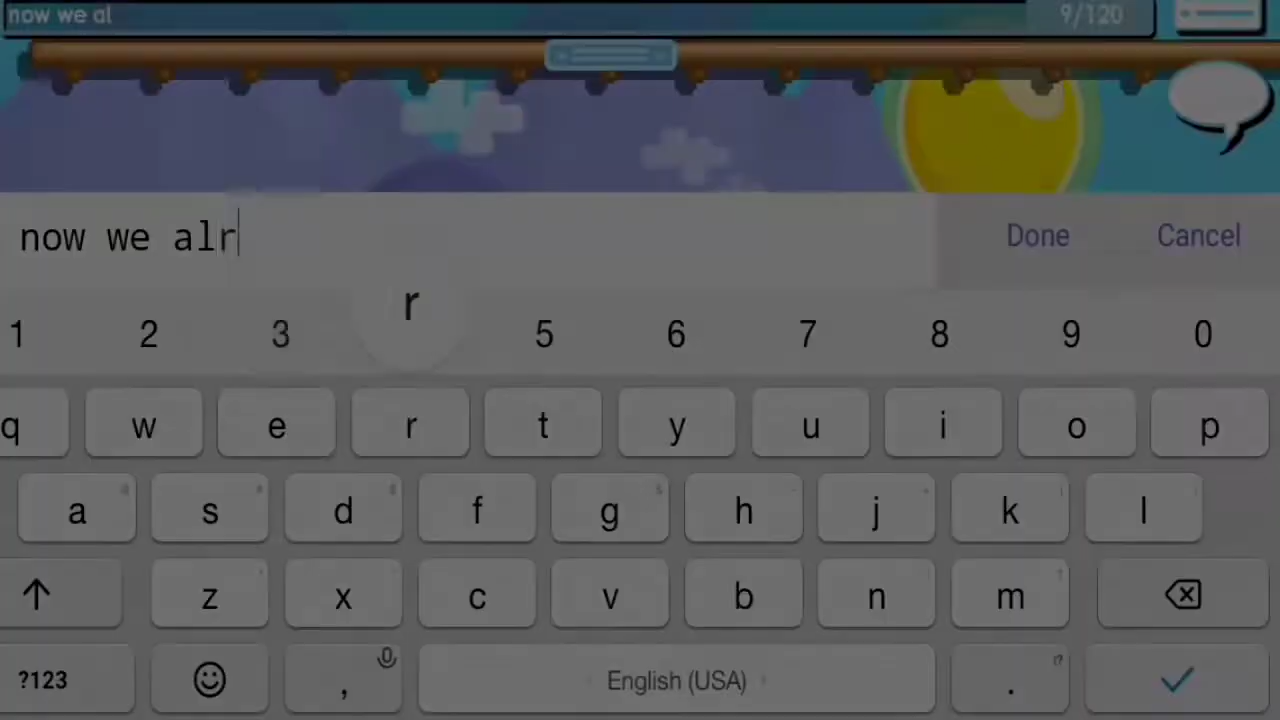 now we al
9/120
now we alr
Done
Cancel
r
1 2 3 5 6 7 8 9 0
q w e r t y u i o p
a s d f g h j k l
z x c v b n m
?123 , English (USA) . !?